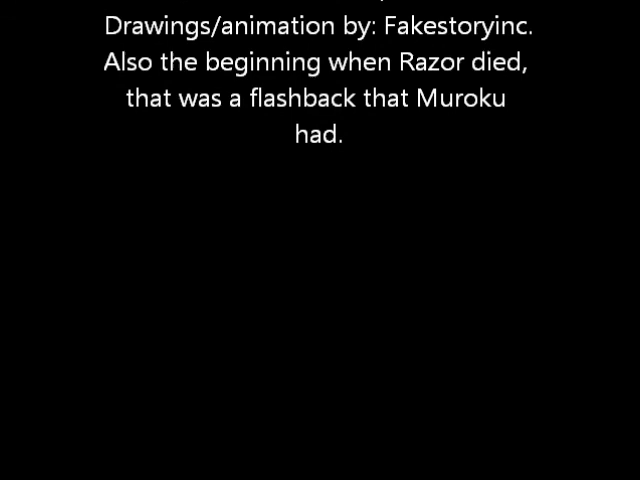 Drawings/animation by: Fakestoryinc.
Also the beginning when Razor died,
that was a flashback that Muroku
had.